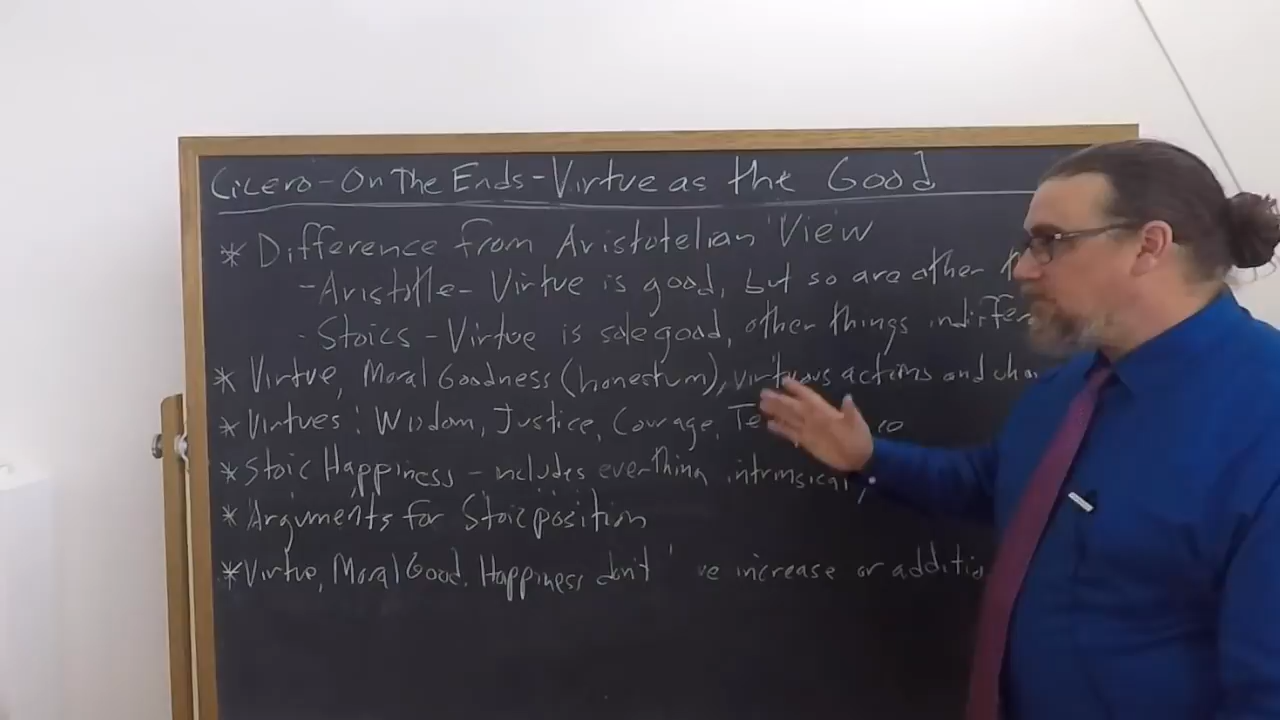 Cicero - On The Ends - Virtue as the Good
* Difference from Aristotelian View
- Aristotle - Virtue is good, but so are other
- Stoics - Virtue is sole good, other things indiffer
* Virtue, Moral Goodness (honestum), virtuous actions and cha
* Virtues: Wisdom, Justice, Courage, Te
* Stoic Happiness - includes everything intrinsical
* Arguments for Stoic position
* Virtue, Moral Good, Happiness don't increase or additio